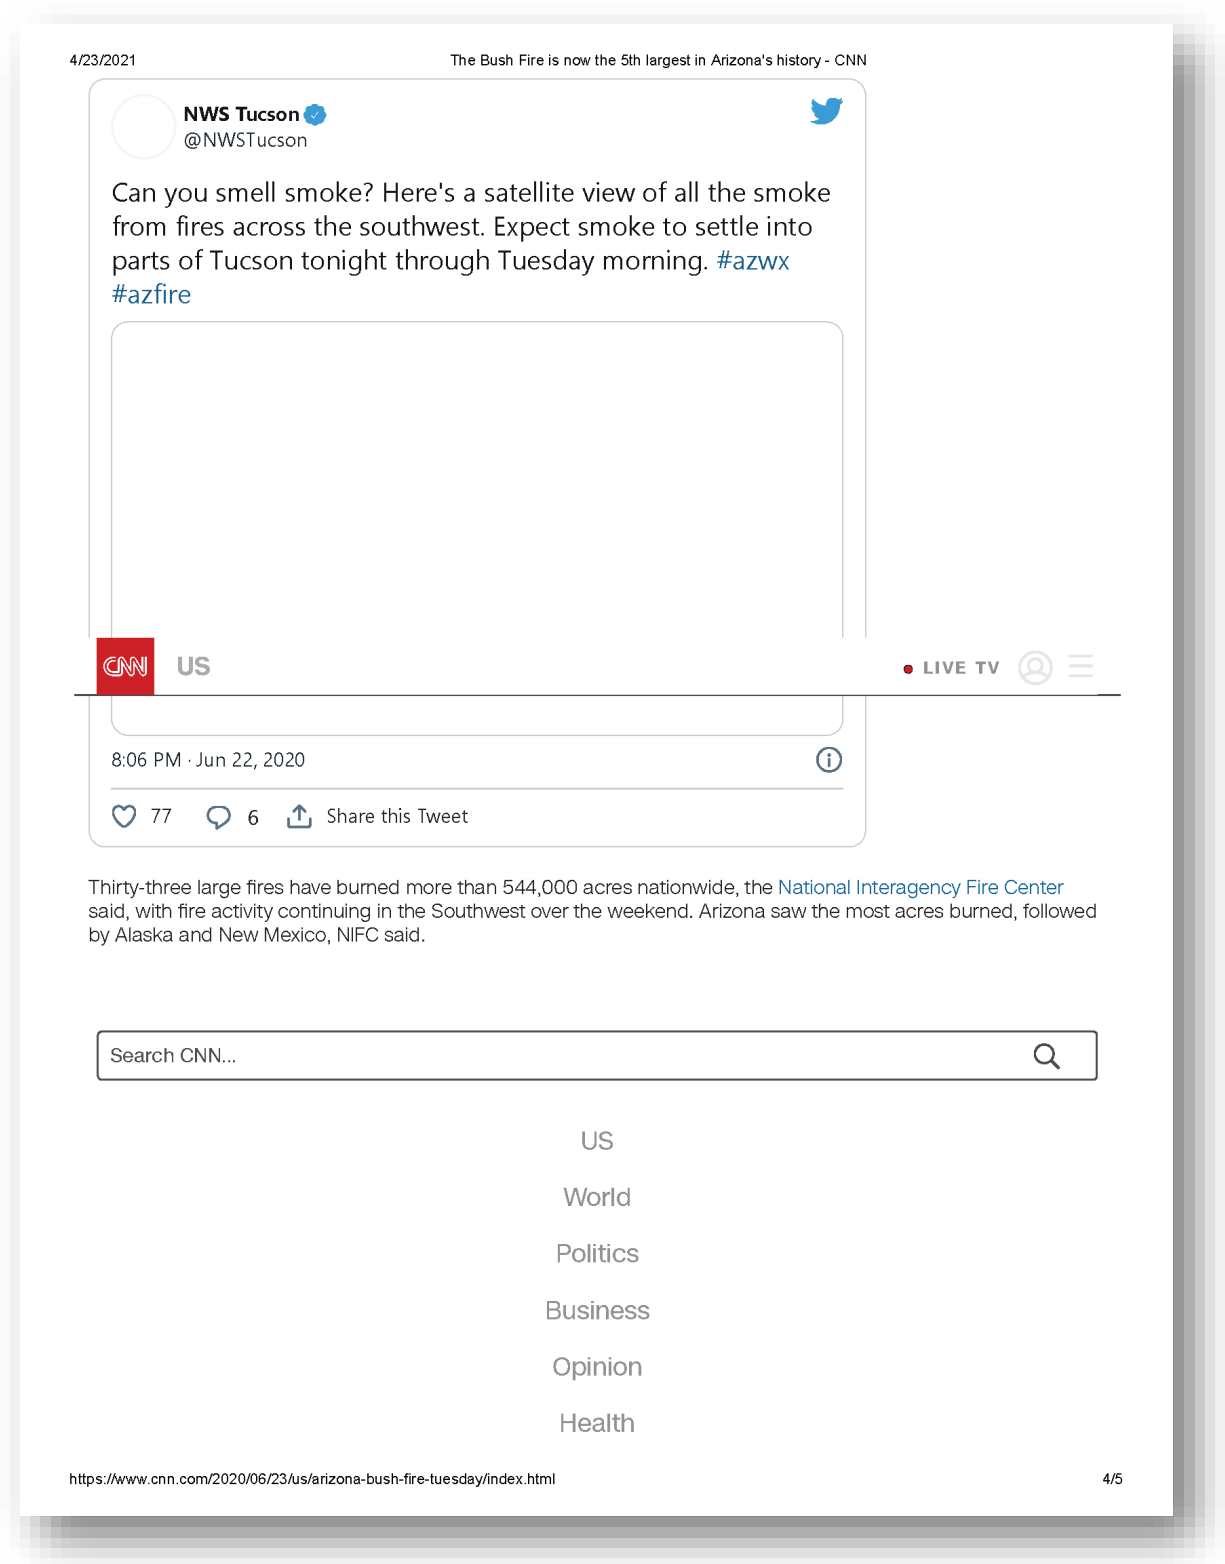 4/23/2021 The Bush Fire is now the 5th largest in Arizona's history - CNN
NWS Tucson
@NWSTucson
Can you smell smoke? Here's a satellite view of all the smoke
from fires across the southwest. Expect smoke to settle into
parts of Tucson tonight through Tuesday morning. #azwx
#azfire
CNN US LIVE TV
8:06 PM · Jun 22, 2020
77 6 Share this Tweet
Thirty-three large fires have burned more than 544,000 acres nationwide, the National Interagency Fire Center
said, with fire activity continuing in the Southwest over the weekend. Arizona saw the most acres burned, followed
by Alaska and New Mexico, NIFC said.
Search CNN...
US
World
Politics
Business
Opinion
Health
https://www.cnn.com/2020/06/23/us/arizona-bush-fire-tuesday/index.html 4/5